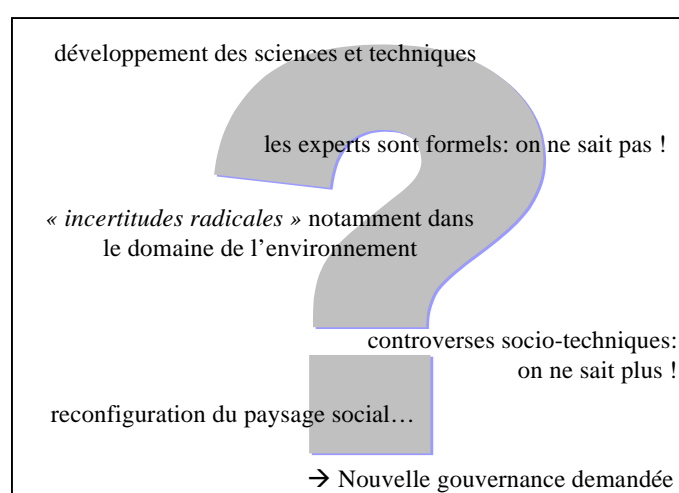 développement des sciences et techniques
les experts sont formels: on ne sait pas !
« incertitudes radicales » notamment dans
le domaine de l’environnement
controverses socio-techniques:
on ne sait plus !
reconfiguration du paysage social…
→ Nouvelle gouvernance demandée